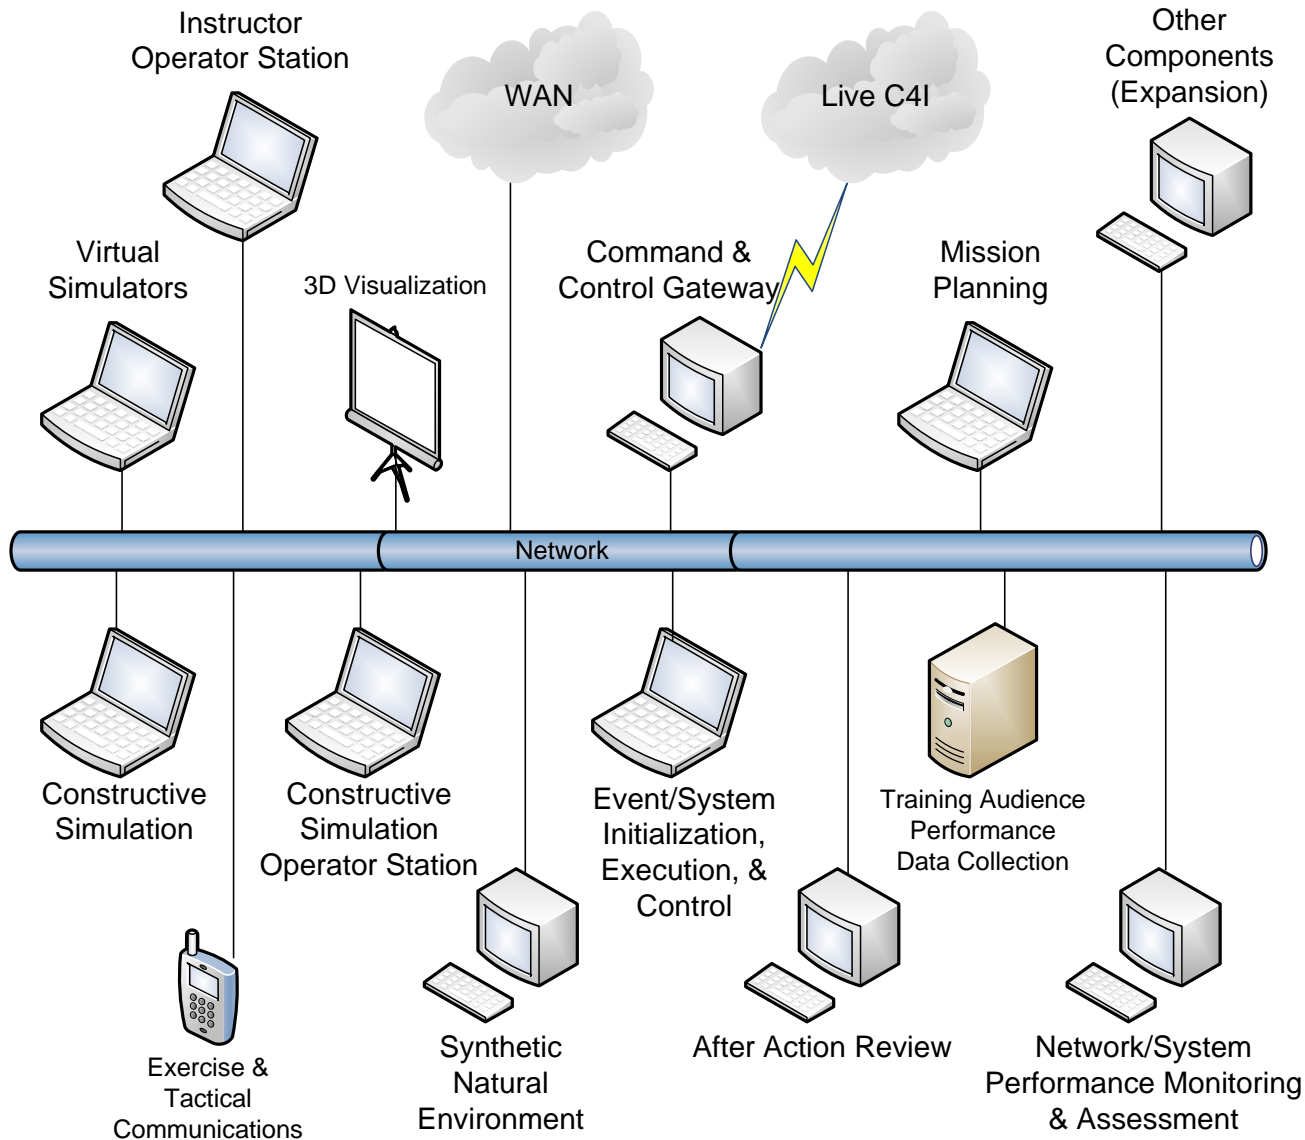 Instructor
Operator Station
WAN
Live C4I
Other
Components
(Expansion)
Virtual
Simulators
3D Visualization
Command &
Control Gateway
Mission
Planning
Network
Constructive
Simulation
Constructive
Simulation
Operator Station
Event/System
Initialization,
Execution, &
Control
Training Audience
Performance
Data Collection
Exercise &
Tactical
Communications
Synthetic
Natural
Environment
After Action Review
Network/System
Performance Monitoring
& Assessment